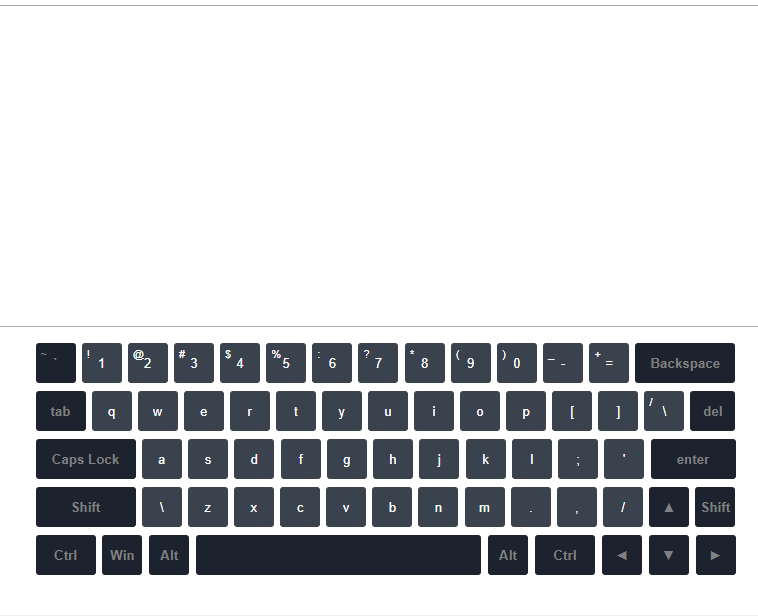 ~ . ! 1 @ 2 # 3 $ 4 % 5 : 6 ? 7 * 8 ( 9 ) 0 _ - + = Backspace
tab q w e r t y u i o p [ ] / \ del
Caps Lock a s d f g h j k l ; ' enter
Shift \ z x c v b n m . , / ▲ Shift
Ctrl Win Alt Alt Ctrl ◄ ▼ ►